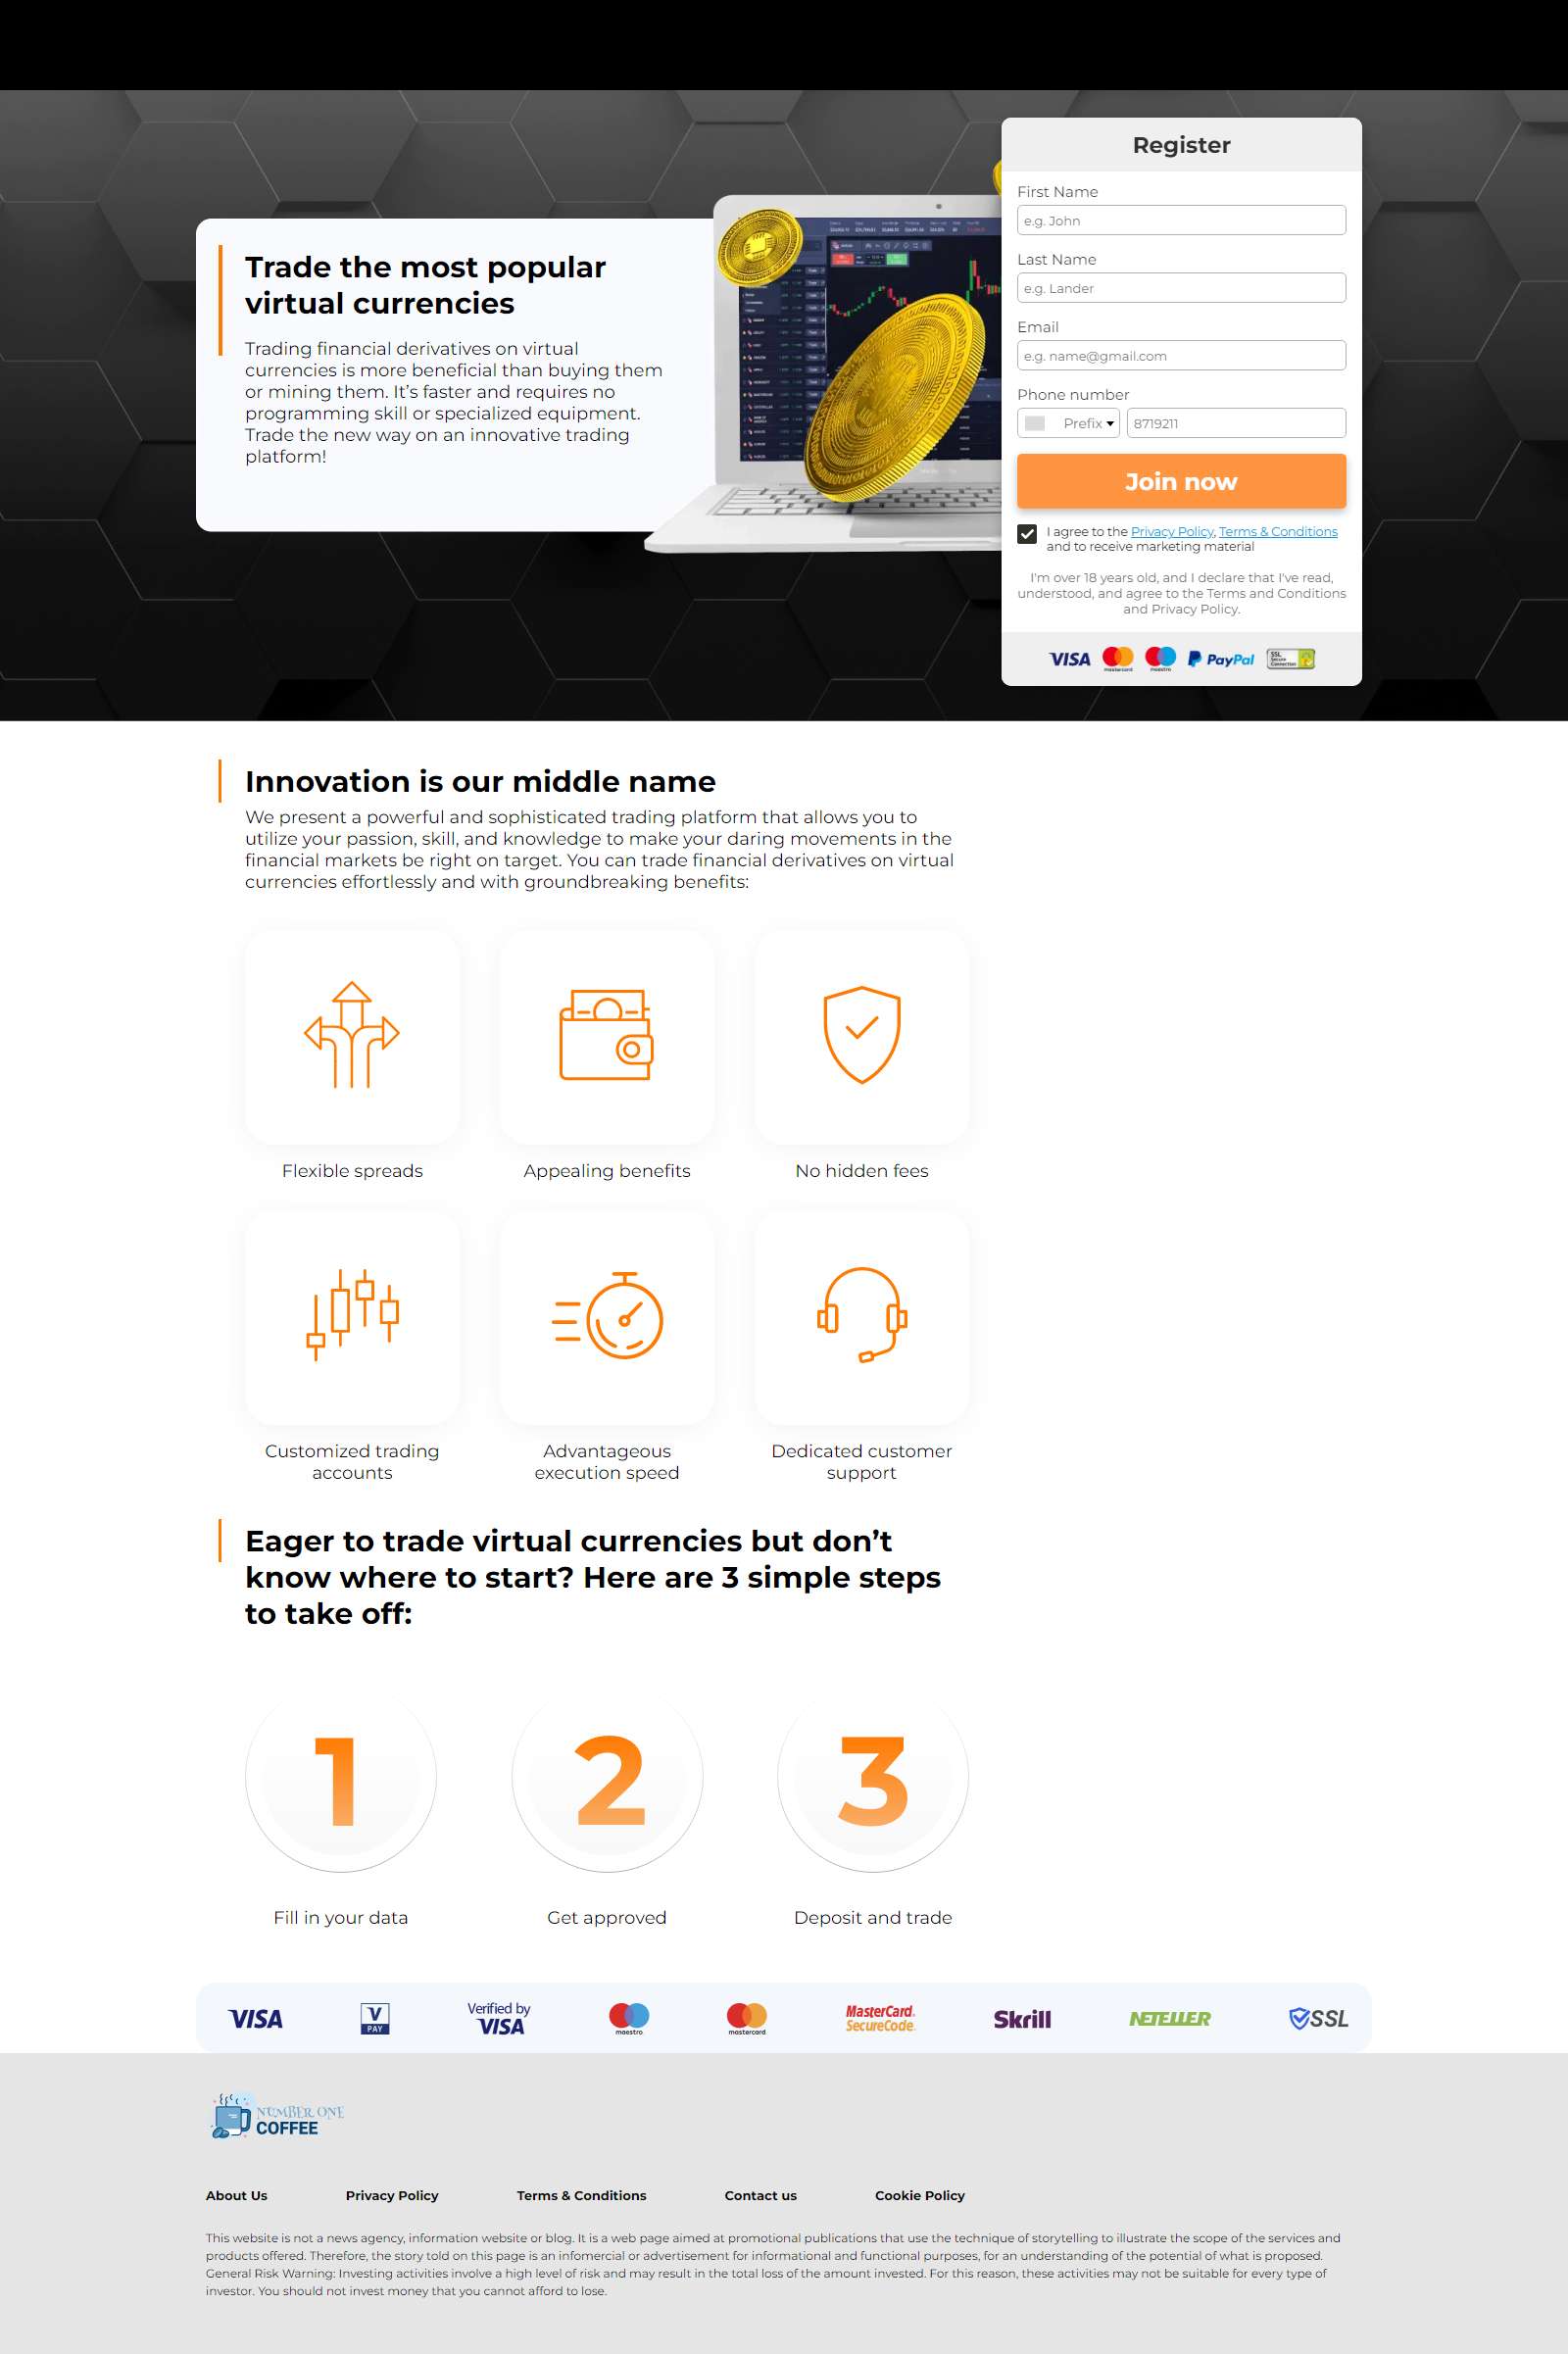 Trade the most popular
virtual currencies
Trading financial derivatives on virtual
currencies is more beneficial than buying them
or mining them. It’s faster and requires no
programming skill or specialized equipment.
Trade the new way on an innovative trading
platform!
Register
First Name
e.g. John
Last Name
e.g. Lander
Email
e.g. name@gmail.com
Phone number
Prefix
8719211
Join now
I agree to the Privacy Policy, Terms & Conditions
and to receive marketing material
I'm over 18 years old, and I declare that I've read,
understood, and agree to the Terms and Conditions
and Privacy Policy.
VISA mastercard maestro PayPal SSL Secure Connection
Innovation is our middle name
We present a powerful and sophisticated trading platform that allows you to
utilize your passion, skill, and knowledge to make your daring movements in the
financial markets be right on target. You can trade financial derivatives on virtual
currencies effortlessly and with groundbreaking benefits:
Flexible spreads
Appealing benefits
No hidden fees
Customized trading
accounts
Advantageous
execution speed
Dedicated customer
support
Eager to trade virtual currencies but don’t
know where to start? Here are 3 simple steps
to take off:
1
2
3
Fill in your data
Get approved
Deposit and trade
VISA
V
PAY
Verified by
VISA
maestro
mastercard
MasterCard.
SecureCode.
Skrill
NETELLER
SSL
NUMBER ONE
COFFEE
About Us
Privacy Policy
Terms & Conditions
Contact us
Cookie Policy
This website is not a news agency, information website or blog. It is a web page aimed at promotional publications that use the technique of storytelling to illustrate the scope of the services and
products offered. Therefore, the story told on this page is an infomercial or advertisement for informational and functional purposes, for an understanding of the potential of what is proposed.
General Risk Warning: Investing activities involve a high level of risk and may result in the total loss of the amount invested. For this reason, these activities may not be suitable for every type of
investor. You should not invest money that you cannot afford to lose.